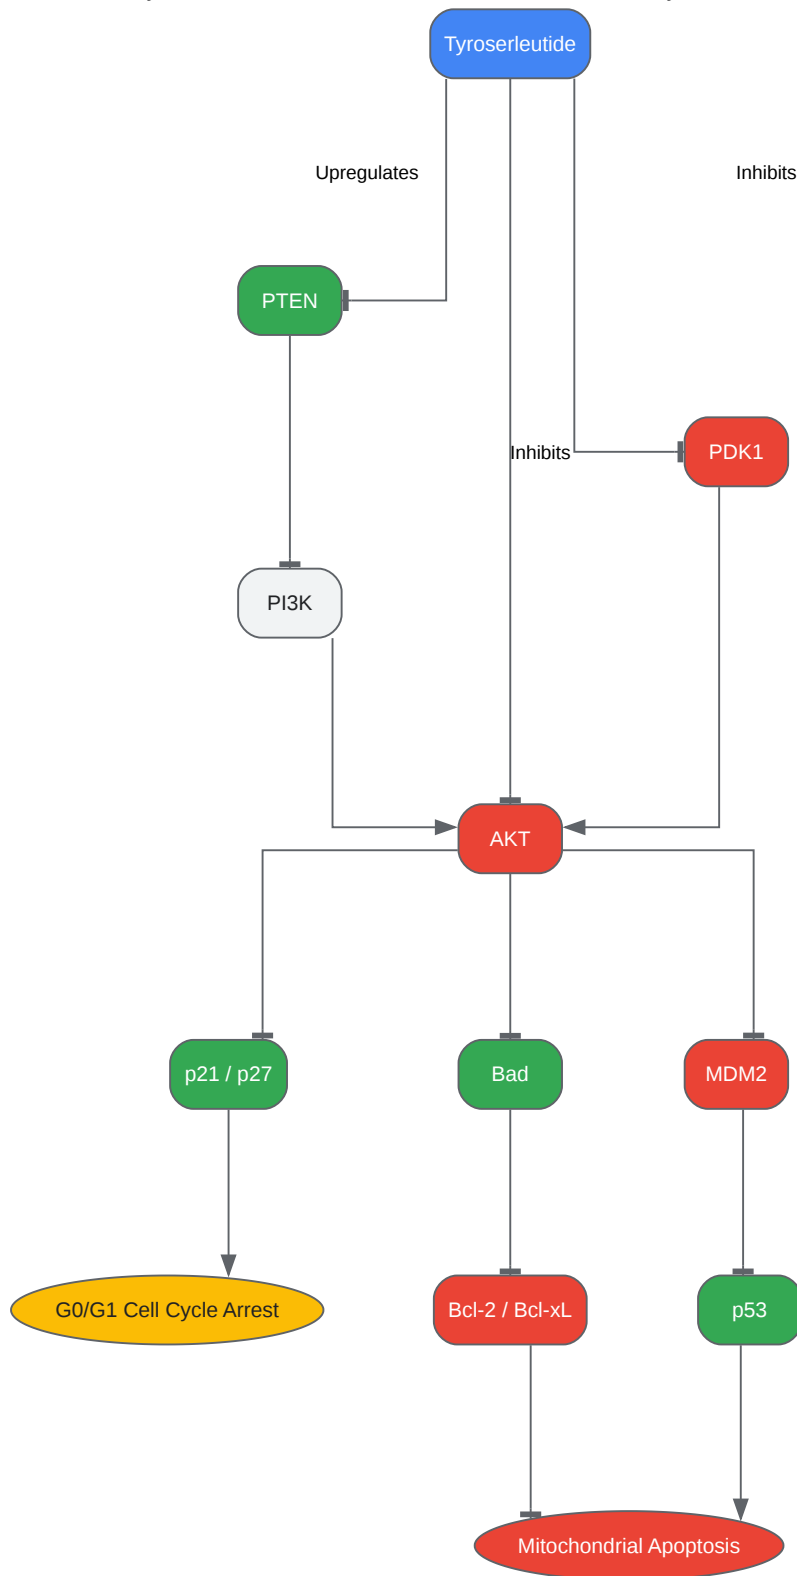 Tyroserleutide
Upregulates
Inhibits
PTEN
Inhibits
PDK1
PI3K
AKT
p21 / p27
Bad
MDM2
G0/G1 Cell Cycle Arrest
Bcl-2 / Bcl-xL
p53
Mitochondrial Apoptosis